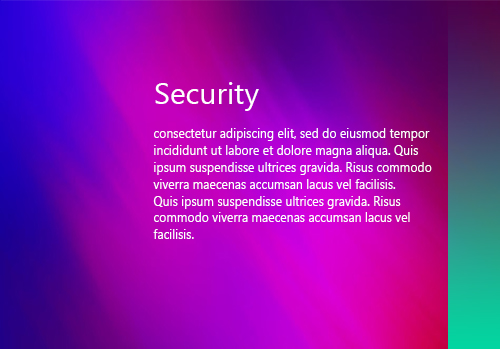 Security
consectetur adipiscing elit, sed do eiusmod tempor
incididunt ut labore et dolore magna aliqua. Quis
ipsum suspendisse ultrices gravida. Risus commodo
viverra maecenas accumsan lacus vel facilisis.
Quis ipsum suspendisse ultrices gravida. Risus
commodo viverra maecenas accumsan lacus vel
facilisis.